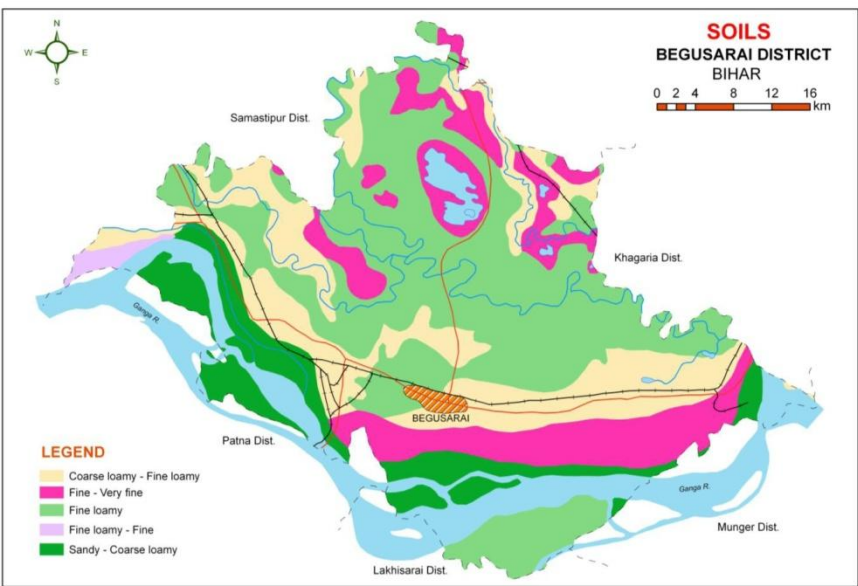 N
W
E
S
SOILS
BEGUSARAI DISTRICT
BIHAR
0 2 4 8 12 16
km
Samastipur Dist.
Khagaria Dist.
Ganga R.
BEGUSARAI
Patna Dist.
LEGEND
Coarse loamy - Fine loamy
Fine - Very fine
Fine loamy
Fine loamy - Fine
Sandy - Coarse loamy
Ganga R.
Munger Dist.
Lakhisarai Dist.